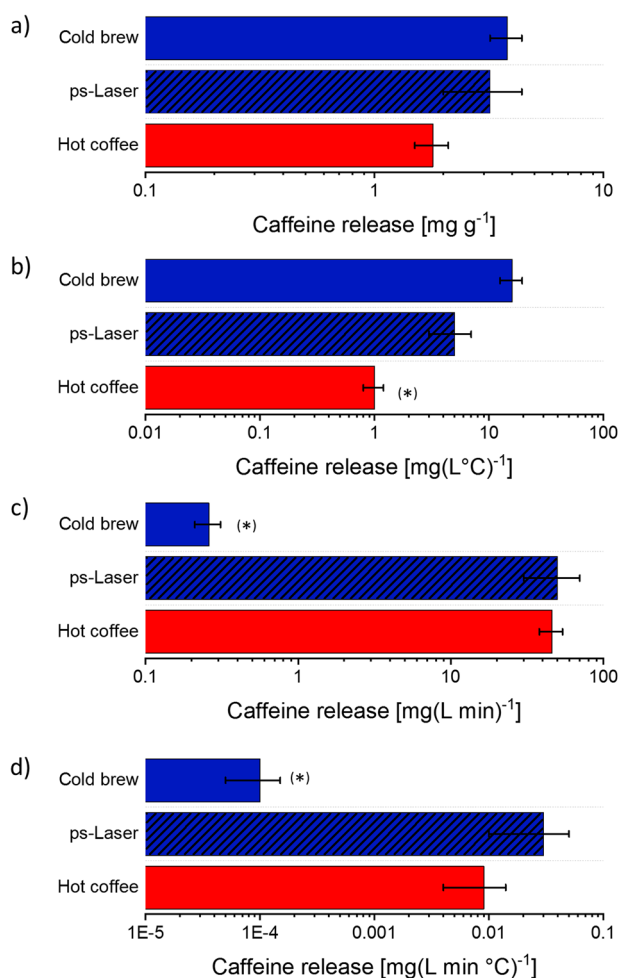 a)
Cold brew
ps-Laser
Hot coffee
0.1 1 10
Caffeine release [mg g⁻¹]
b)
Cold brew
ps-Laser
Hot coffee (*)
0.01 0.1 1 10 100
Caffeine release [mg(L°C)⁻¹]
c)
Cold brew (*)
ps-Laser
Hot coffee
0.1 1 10 100
Caffeine release [mg(L min)⁻¹]
d)
Cold brew (*)
ps-Laser
Hot coffee
1E-5 1E-4 0.001 0.01 0.1
Caffeine release [mg(L min °C)⁻¹]